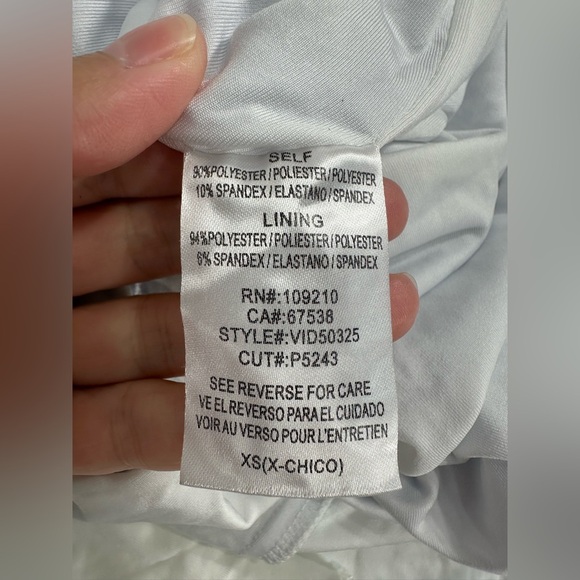 SELF
90%POLYESTER/POLIESTER/POLYESTER
10% SPANDEX/ELASTANO/SPANDEX
LINING
94%POLYESTER/POLIESTER/POLYESTER
6% SPANDEX/ELASTANO/SPANDEX
RN#:109210
CA#:67538
STYLE#:VID50325
CUT#:P5243
SEE REVERSE FOR CARE
VE EL REVERSO PARA EL CUIDADO
VOIR AU VERSO POUR L'ENTRETIEN
XS(X-CHICO)